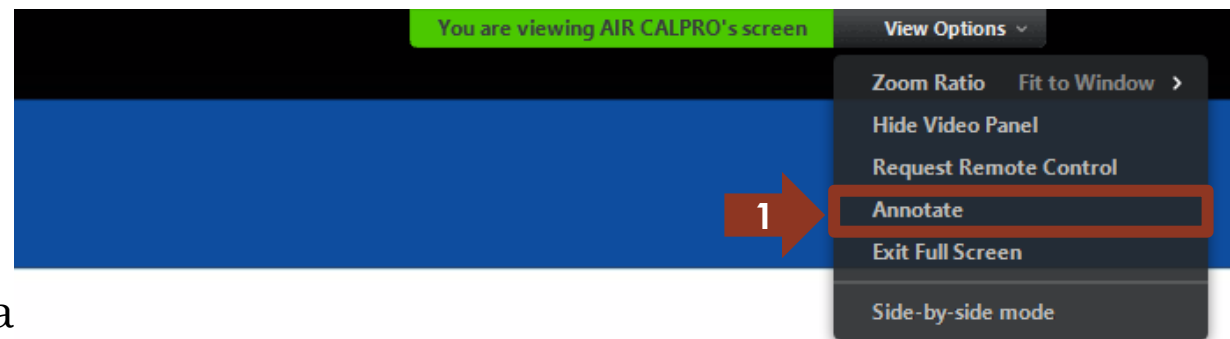 You are viewing AIR CALPRO's screen View Options
Zoom Ratio Fit to Window >
Hide Video Panel
Request Remote Control
1 Annotate
Exit Full Screen
a
Side-by-side mode